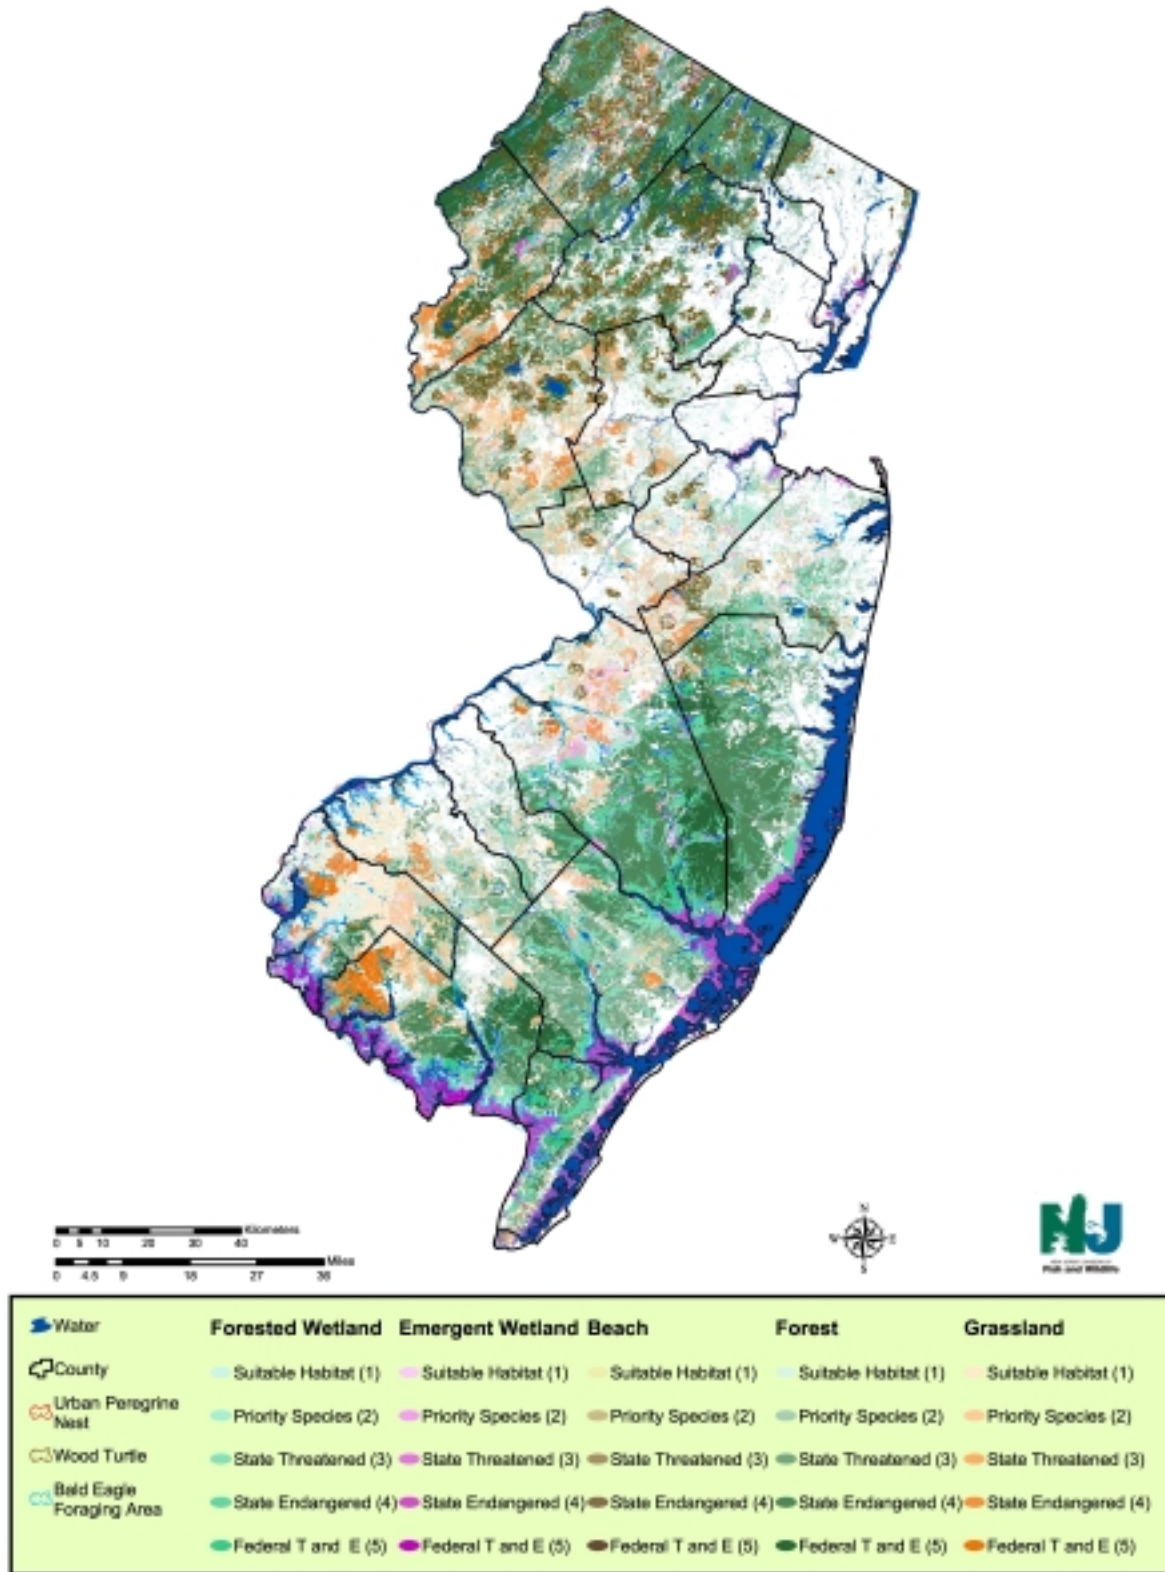 Kilometers
0 5 10 20 30 40
Miles
0 4.5 9 18 27 36
N
W E
S
NJ
Fish and Wildlife
Water
County
Urban Peregrine
Nest
Wood Turtle
Bald Eagle
Foraging Area
Forested Wetland
Suitable Habitat (1)
Priority Species (2)
State Threatened (3)
State Endangered (4)
Federal T and E (5)
Emergent Wetland
Suitable Habitat (1)
Priority Species (2)
State Threatened (3)
State Endangered (4)
Federal T and E (5)
Beach
Suitable Habitat (1)
Priority Species (2)
State Threatened (3)
State Endangered (4)
Federal T and E (5)
Forest
Suitable Habitat (1)
Priority Species (2)
State Threatened (3)
State Endangered (4)
Federal T and E (5)
Grassland
Suitable Habitat (1)
Priority Species (2)
State Threatened (3)
State Endangered (4)
Federal T and E (5)